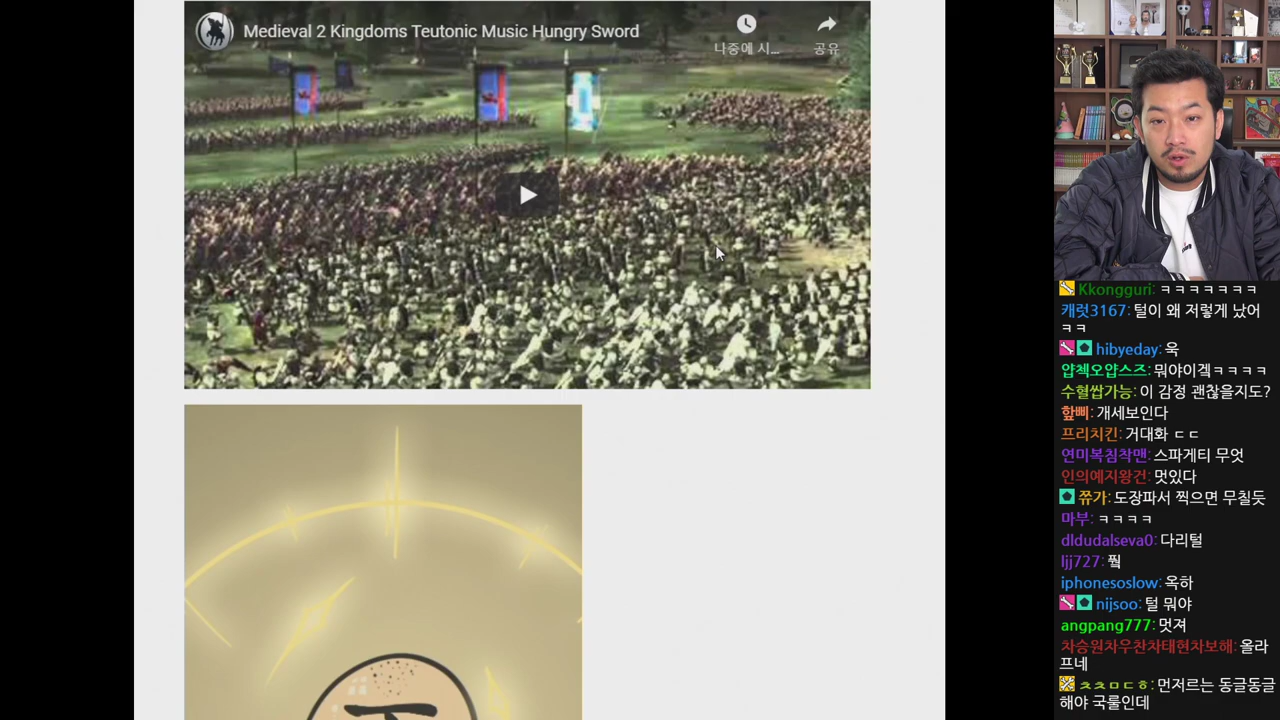 Medieval 2 Kingdoms Teutonic Music Hungry Sword
나중에 시...
공유
Kkongguri: ㅋㅋㅋㅋㅋㅋㅋ
캐럿3167: 털이 왜 저렇게 났어
ㅋㅋ
hibyeday: 욱
얍첵오얍스즈: 뭐야이겤ㅋㅋㅋㅋ
수혈쌉가능: 이 감정 괜찮을지도?
핥삐: 개세보인다
프리치킨: 거대화 ㄷㄷ
연미복침착맨: 스파게티 무엇
인의예지왕건: 멋있다
쮸가: 도장파서 찍으면 무칠듯
마부: ㅋㅋㅋㅋ
dldudalseva0: 다리털
ljj727: 퉠
iphonesoslow: 옥하
nijsoo: 털 뭐야
angpang777: 멋져
차승원차우찬차태현차보해: 올라
프네
ㅊㅊㅁㄷㅎ: 먼저르는 동글동글
해야 국룰인데